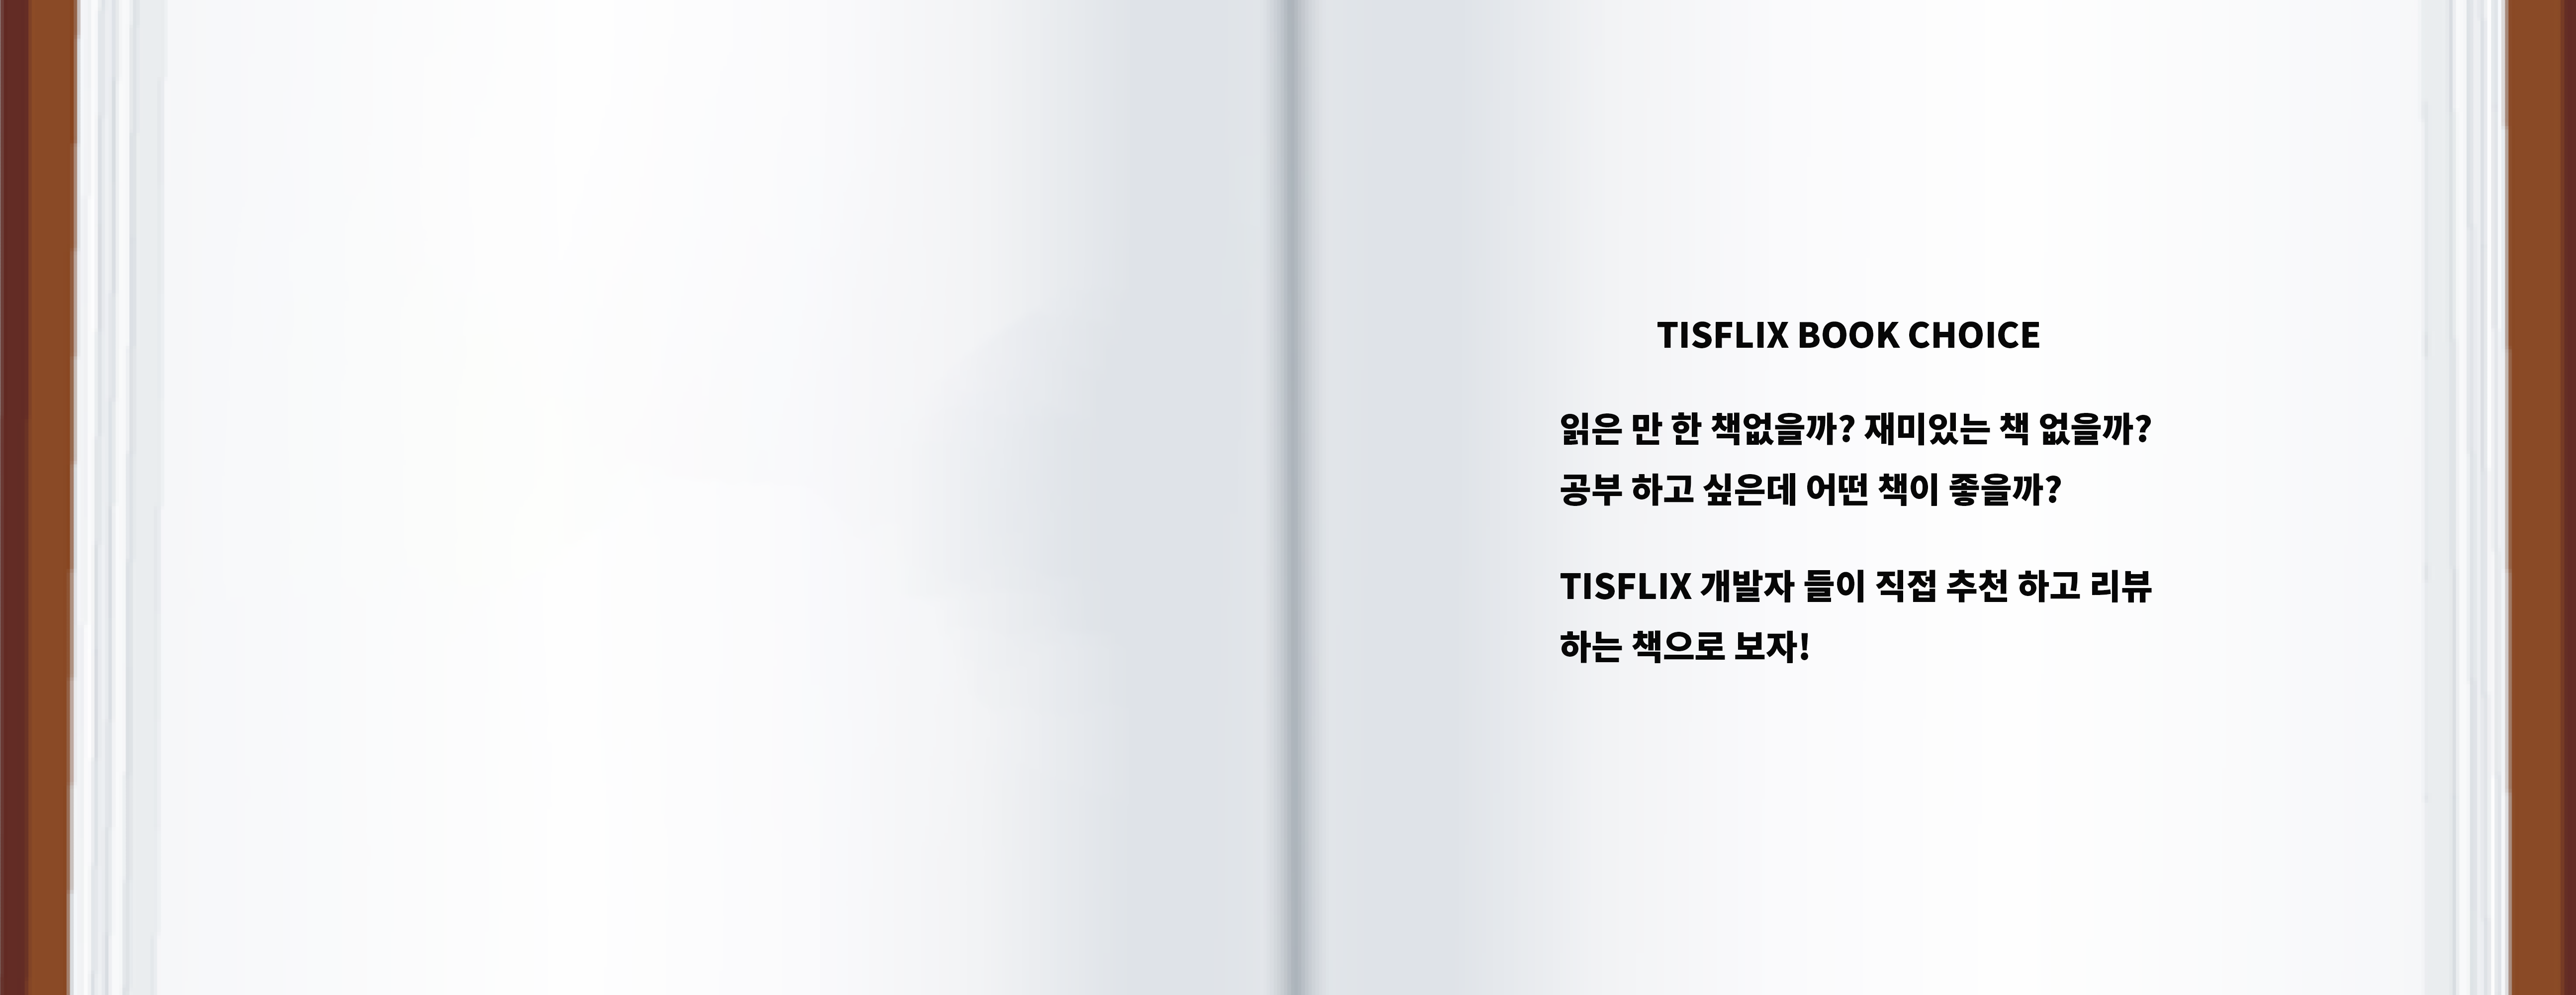 TISFLIX BOOK CHOICE
읽은 만 한 책없을까? 재미있는 책 없을까?
공부 하고 싶은데 어떤 책이 좋을까?
TISFLIX 개발자 들이 직접 추천 하고 리뷰
하는 책으로 보자!